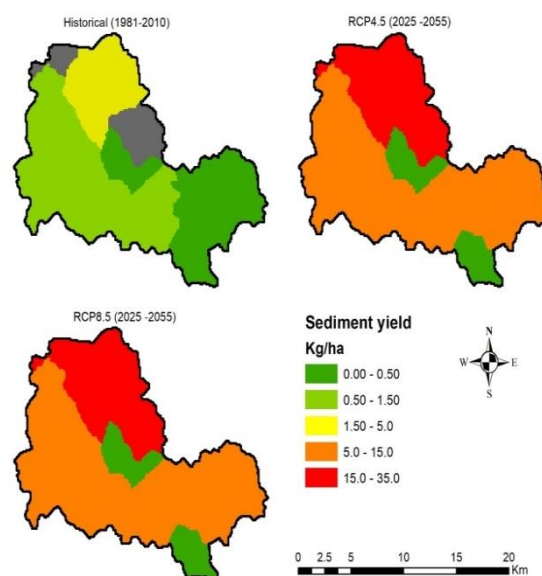 Historical (1981-2010)
RCP4.5 (2025 -2055)
RCP8.5 (2025 -2055)
Sediment yield
Kg/ha
0.00 - 0.50
0.50 - 1.50
1.50 - 5.0
5.0 - 15.0
15.0 - 35.0
N
W E
S
0 2.5 5 10 15 20
Km